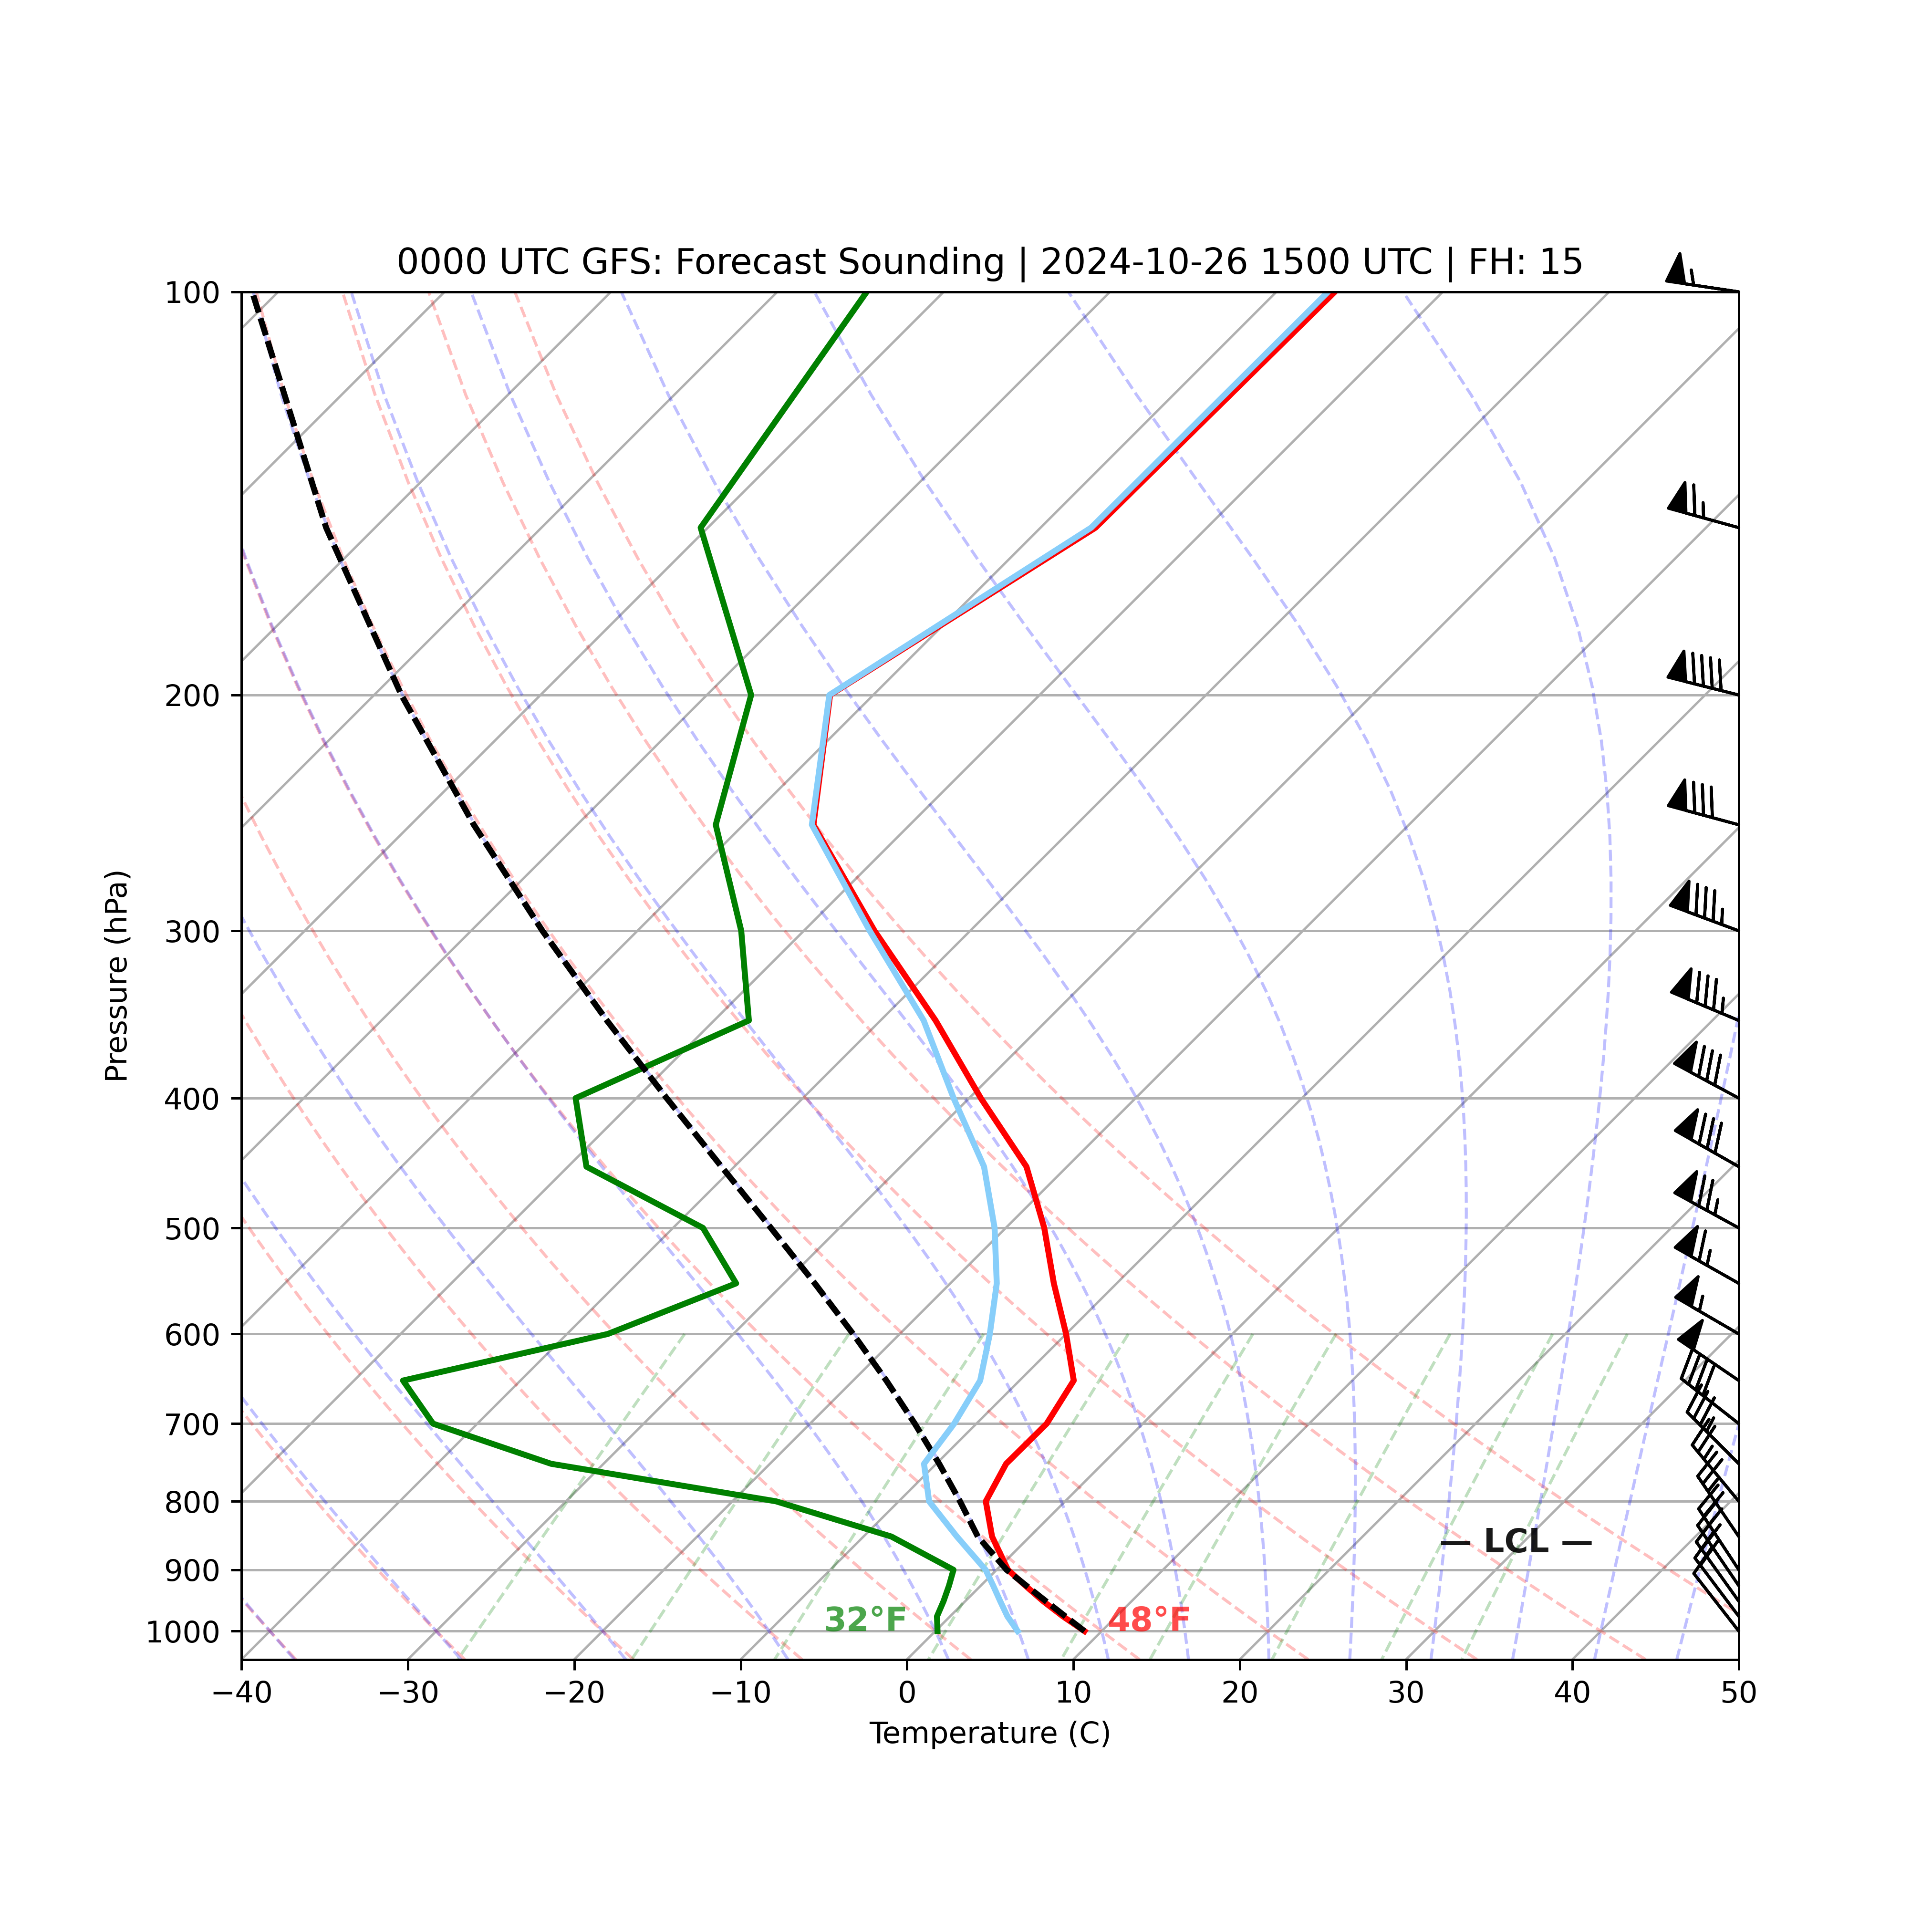 0000 UTC GFS: Forecast Sounding | 2024-10-26 1500 UTC | FH: 15
100
200
300
400
500
600
700
800
900
1000
Pressure (hPa)
— LCL —
32°F
48°F
−40 −30 −20 −10 0 10 20 30 40 50
Temperature (C)